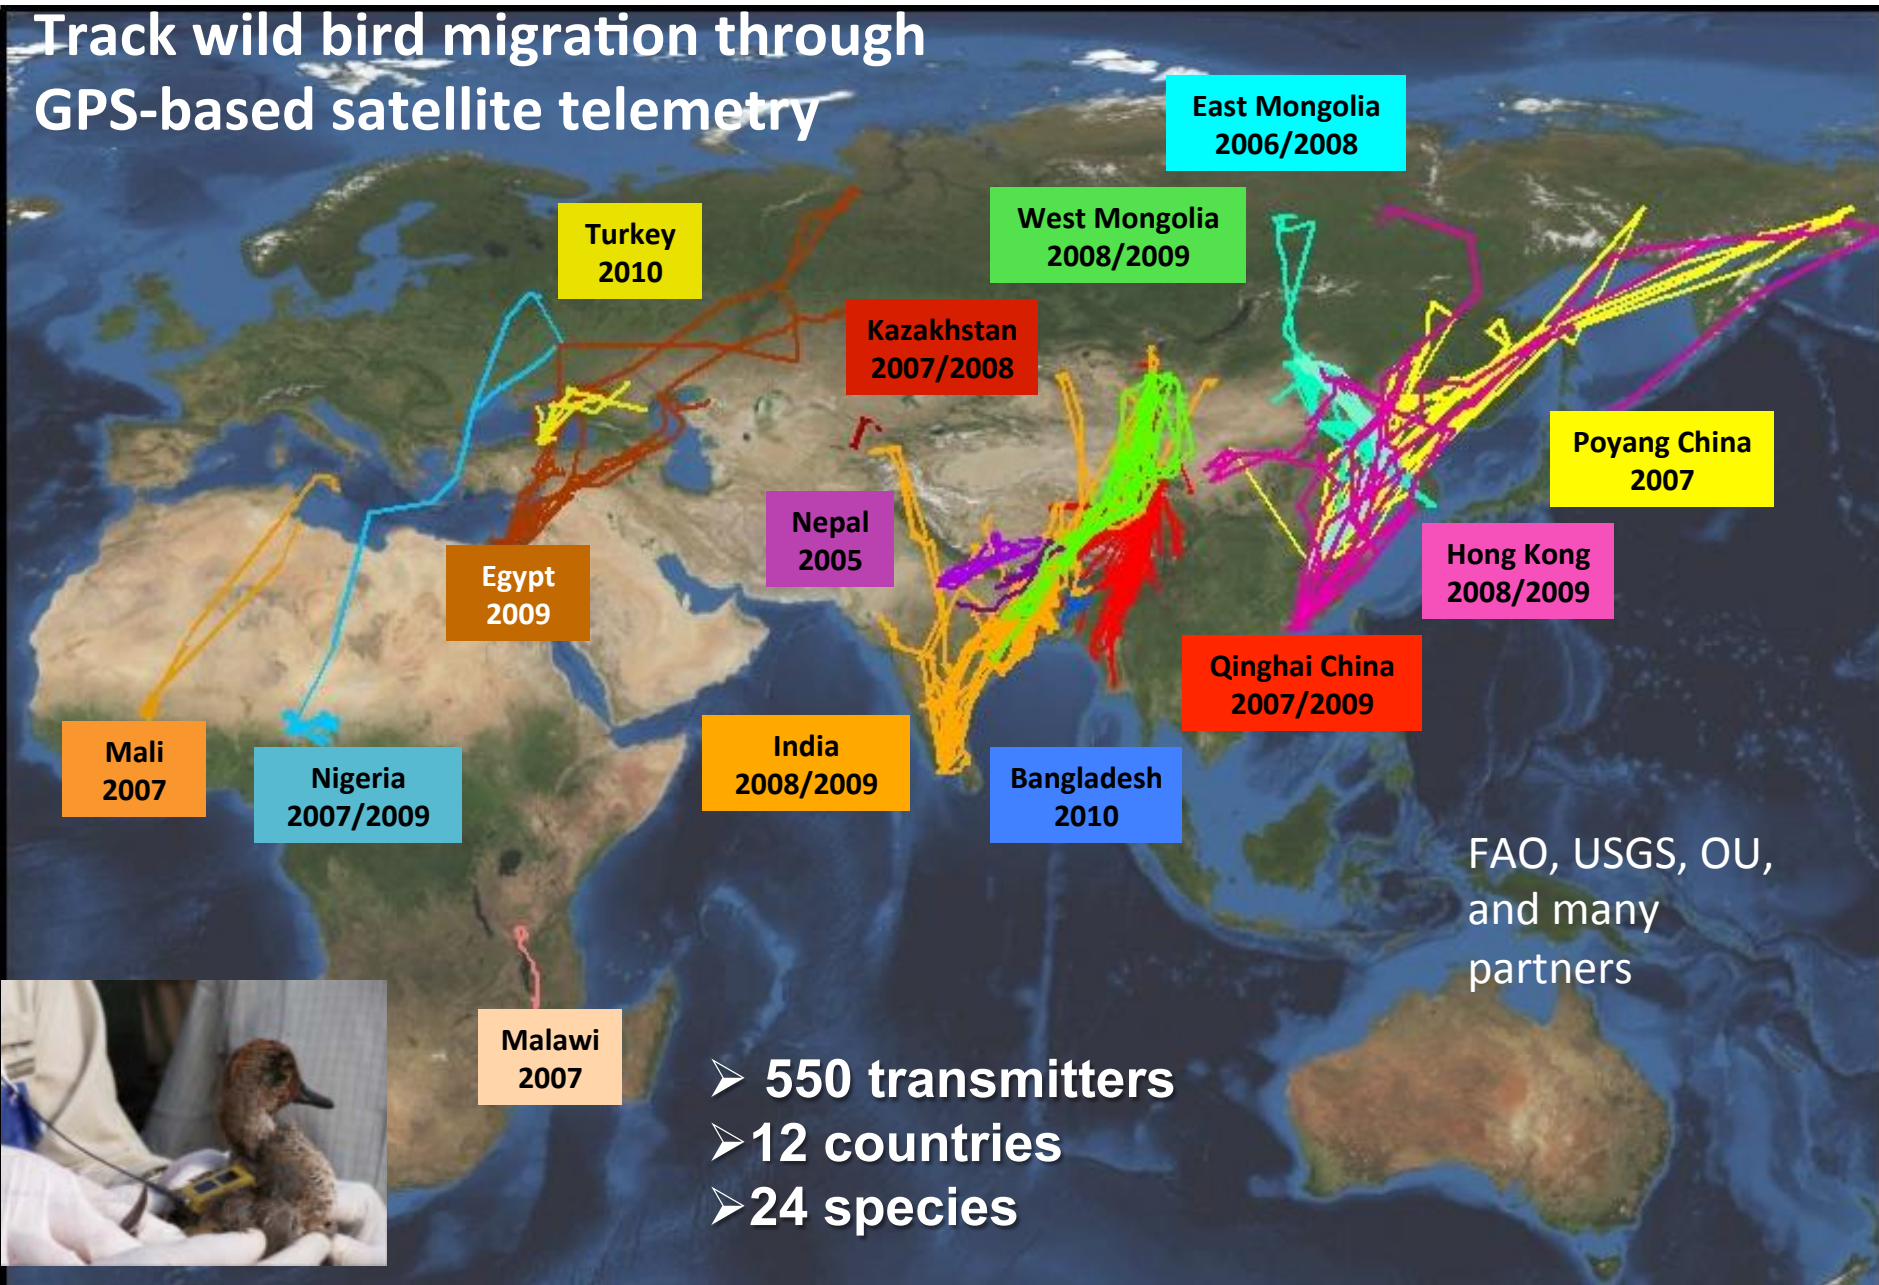 Track wild bird migration through
GPS-based satellite telemetry
East Mongolia
2006/2008
West Mongolia
2008/2009
Turkey
2010
Kazakhstan
2007/2008
Poyang China
2007
Nepal
2005
Hong Kong
2008/2009
Egypt
2009
Qinghai China
2007/2009
Mali
2007
Nigeria
2007/2009
India
2008/2009
Bangladesh
2010
FAO, USGS, OU,
and many
partners
Malawi
2007
➢ 550 transmitters
➢12 countries
➢24 species